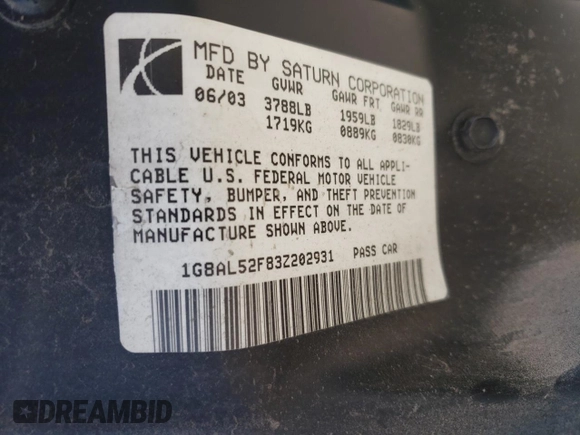 MFD BY SATURN CORPORATION
DATE GVWR GAWR FRT GAWR RR
06/03 3788LB 1959LB 1829LB
1719KG 0889KG 0830KG
THIS VEHICLE CONFORMS TO ALL APPLI-
CABLE U.S. FEDERAL MOTOR VEHICLE
SAFETY, BUMPER, AND THEFT PREVENTION
STANDARDS IN EFFECT ON THE DATE OF
MANUFACTURE SHOWN ABOVE.
1G8AL52F83Z202931 PASS CAR
DREAMBID